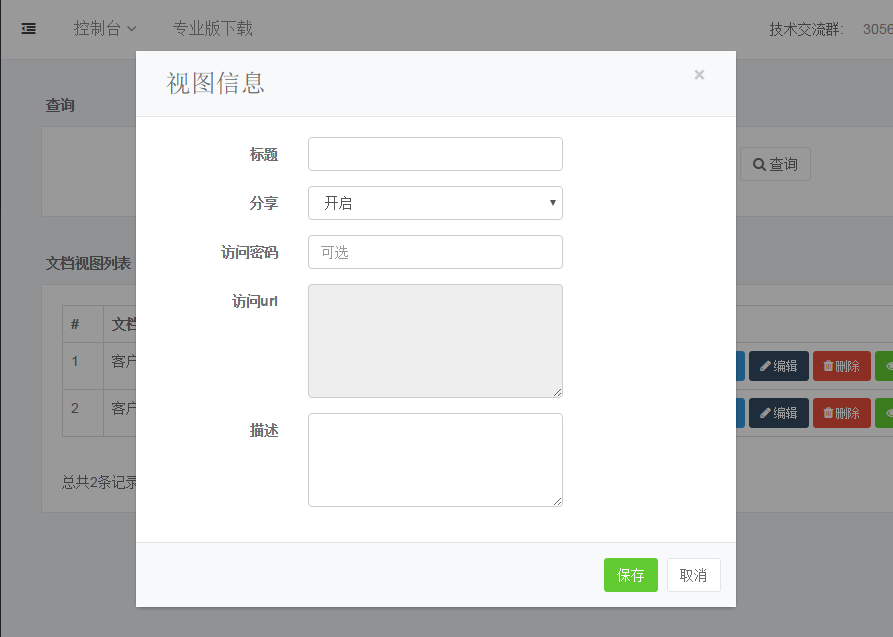 控制台 专业版下载 技术交流群: 3056
视图信息 ×
查询
标题
查询
分享 开启
访问密码 可选
文档视图列表
访问url
# 文档
1 客户 编辑 删除
2 客户 编辑 删除
描述
总共2条记录
保存 取消